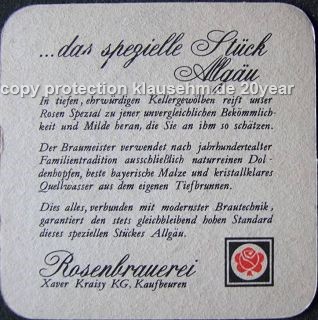 ...das spezielle Stück
Allgäu
copy protection klausehm.de 20year
In tiefen, ehrwürdigen Kellergewölben reift unser
Rosen Spezial zu jener unvergleichlichen Bekömmlich-
keit und Milde heran, die Sie an ihm so schätzen.
Der Braumeister verwendet nach jahrhundertealter
Familientradition ausschließlich naturreinen Dol-
denhopfen, beste bayerische Malze und kristallklares
Quellwasser aus dem eigenen Tiefbrunnen.
Dies alles, verbunden mit modernster Brautechnik,
garantiert den stets gleichbleibend hohen Standard
dieses speziellen Stückes Allgäu.
Rosenbrauerei
Xaver Kraisy KG. Kaufbeuren